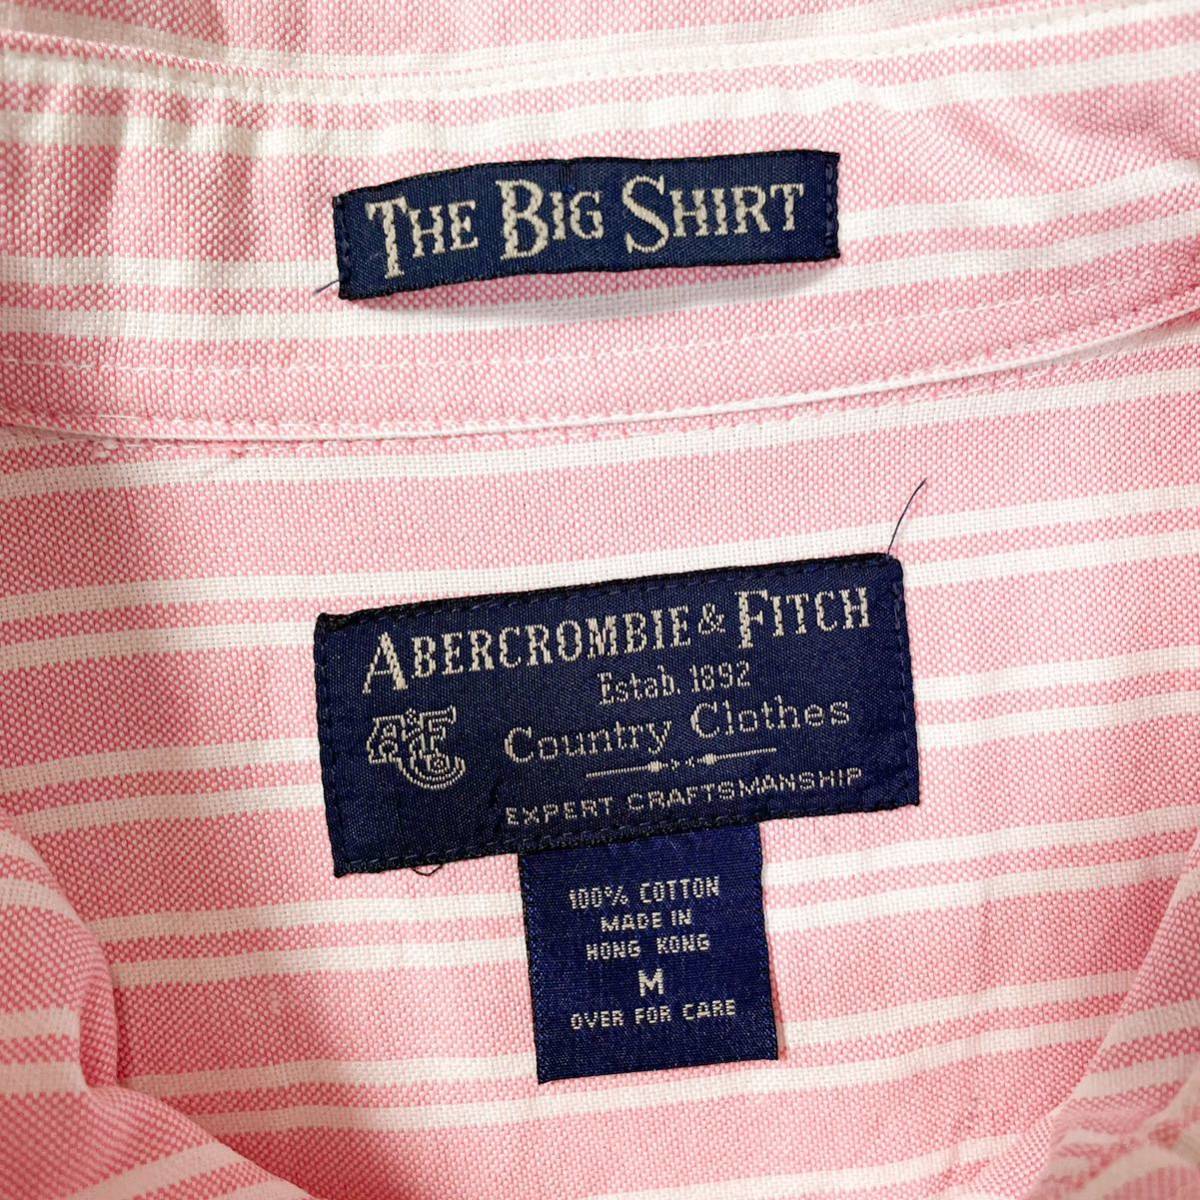 THE BIG SHIRT
ABERCROMBIE & FITCH
Estab. 1892
A&F Co
Country Clothes
EXPERT CRAFTSMANSHIP
100% COTTON
MADE IN
HONG KONG
M
OVER FOR CARE